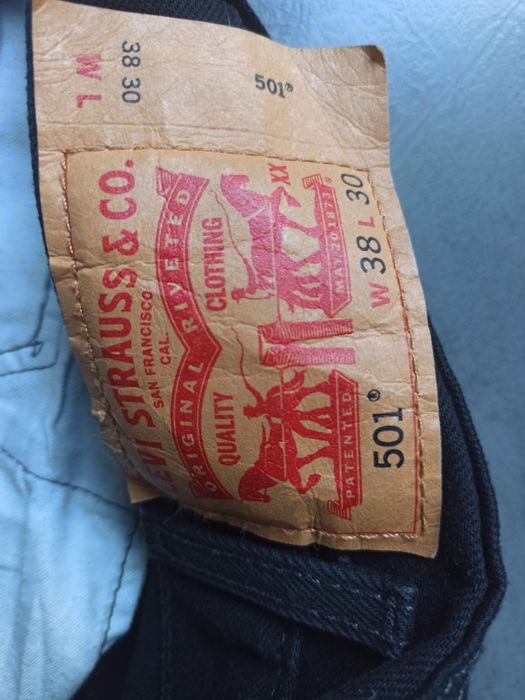 W L
38 30
501®
LEVI STRAUSS & CO.
SAN FRANCISCO
CAL.
ORIGINAL RIVETED
QUALITY CLOTHING
XX
PATENTED MAY 20 1873
501® W 38 L 30